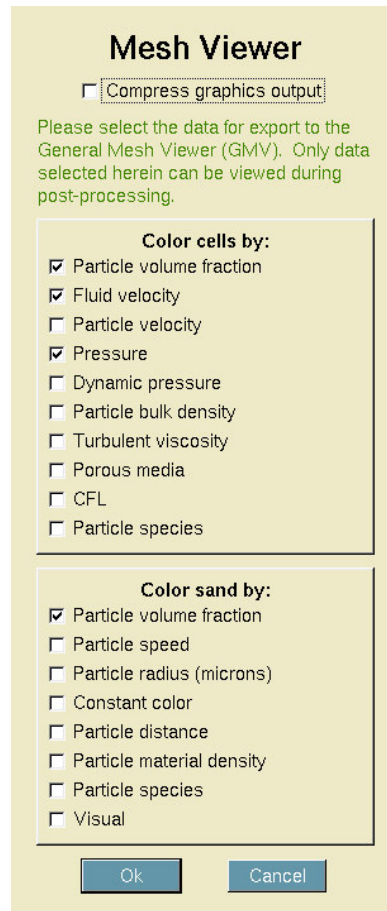 Mesh Viewer
Compress graphics output
Please select the data for export to the
General Mesh Viewer (GMV). Only data
selected herein can be viewed during
post-processing.
Color cells by:
Particle volume fraction
Fluid velocity
Particle velocity
Pressure
Dynamic pressure
Particle bulk density
Turbulent viscosity
Porous media
CFL
Particle species
Color sand by:
Particle volume fraction
Particle speed
Particle radius (microns)
Constant color
Particle distance
Particle material density
Particle species
Visual
Ok Cancel